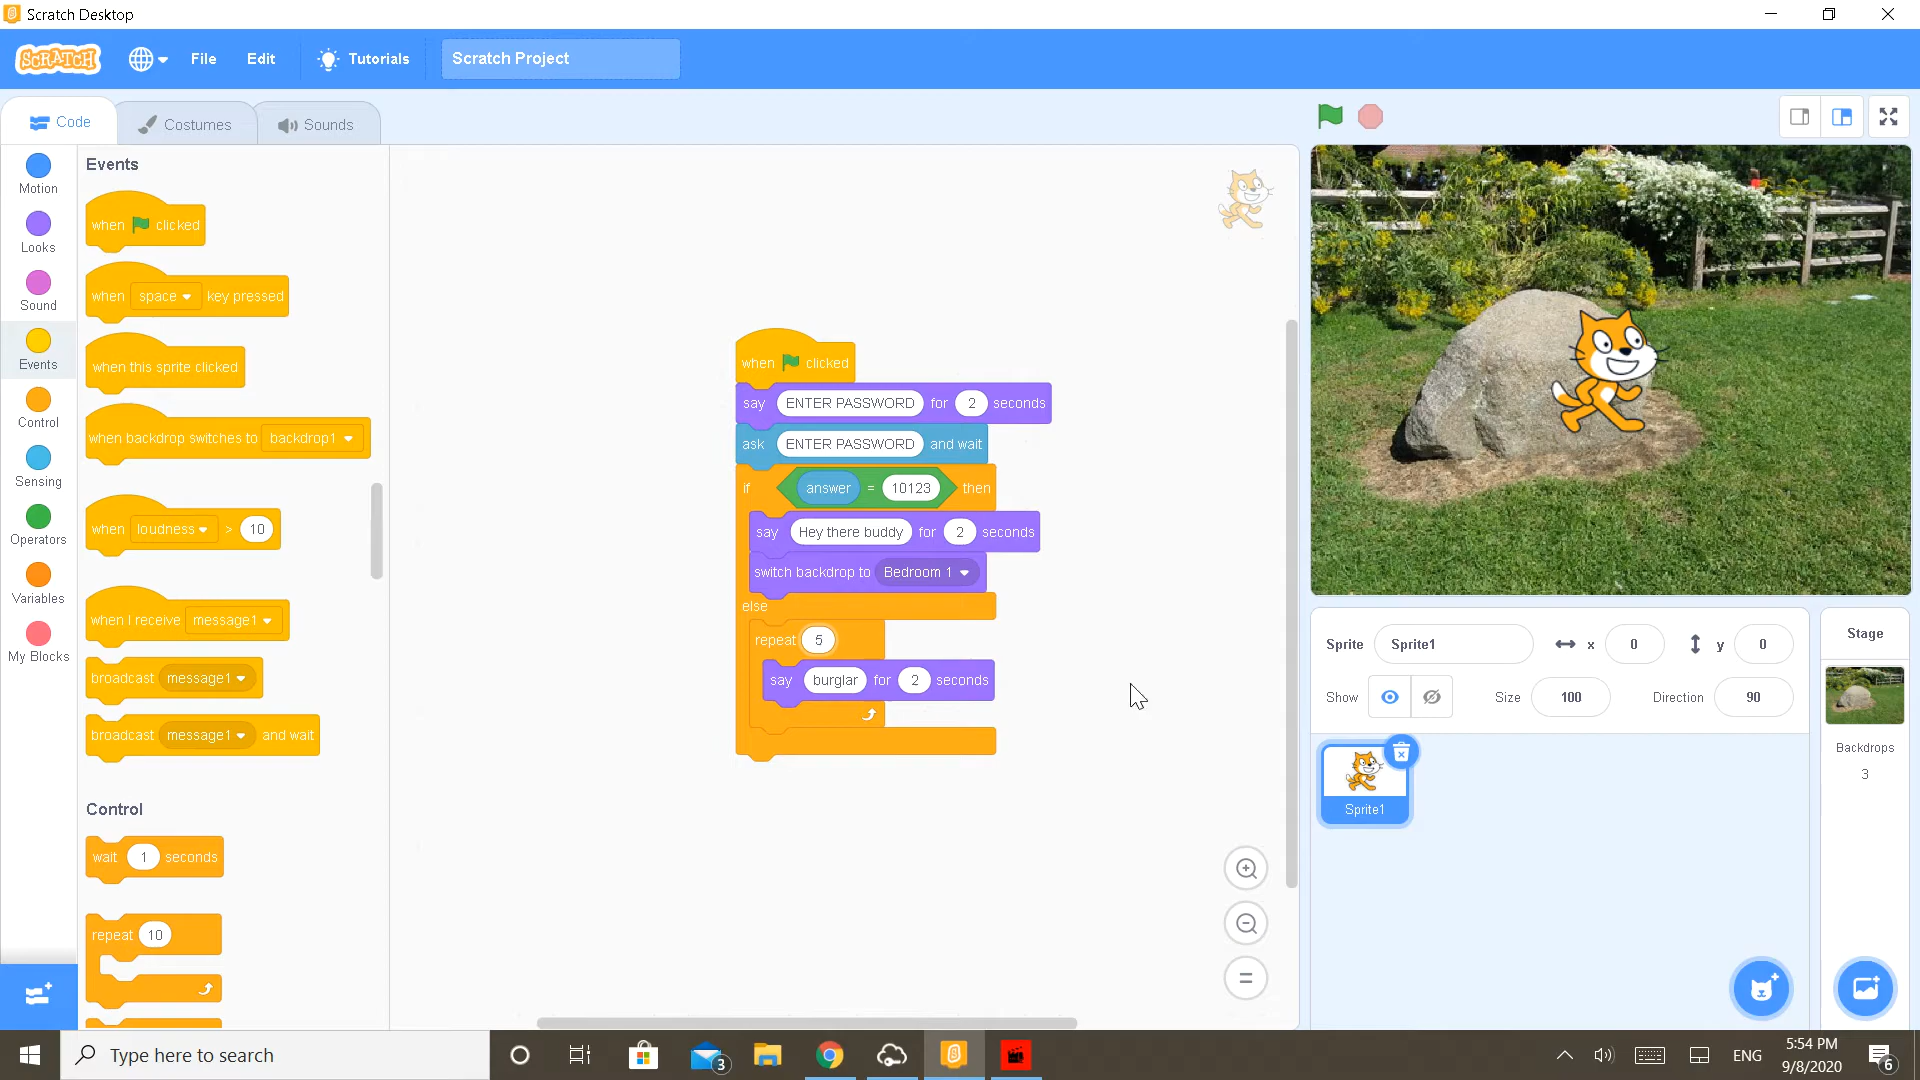 Scratch Desktop
SCRATCH
File
Edit
Tutorials
Scratch Project
Code
Costumes
Sounds
Motion
Looks
Sound
Events
Control
Sensing
Operators
Variables
My Blocks
Events
when clicked
when space key pressed
when this sprite clicked
when backdrop switches to backdrop1
when loudness > 10
when I receive message1
broadcast message1
broadcast message1 and wait
Control
wait 1 seconds
repeat 10
when clicked
say ENTER PASSWORD for 2 seconds
ask ENTER PASSWORD and wait
if answer = 10123 then
say Hey there buddy for 2 seconds
switch backdrop to Bedroom 1
else
repeat 5
say burglar for 2 seconds
Sprite Sprite1 x 0 y 0
Show Size 100 Direction 90
Sprite1
Stage
Backdrops
3
Type here to search
3
ENG
5:54 PM
9/8/2020
6